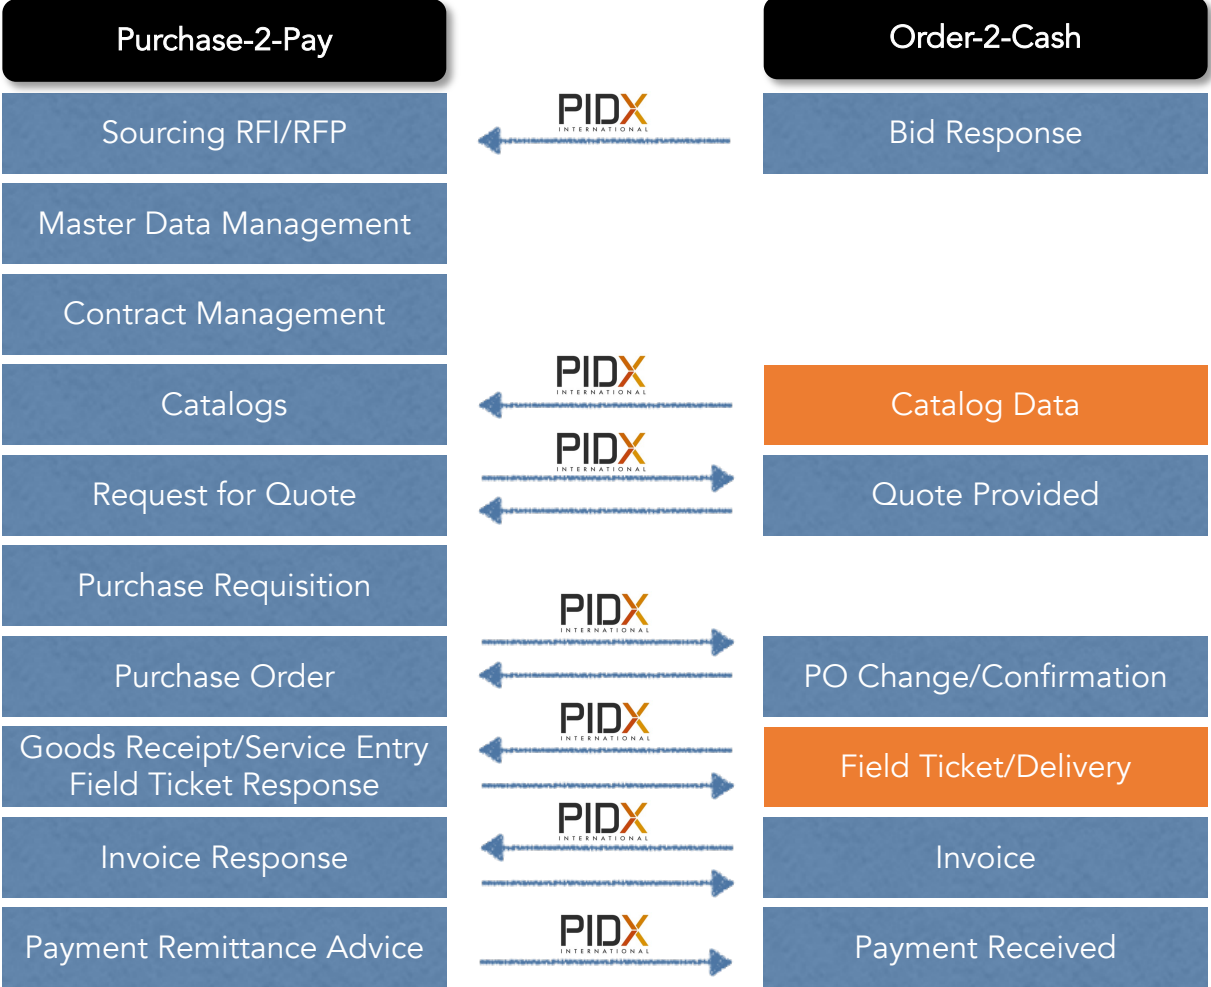 Purchase-2-Pay
Order-2-Cash
Sourcing RFI/RFP
PIDX
INTERNATIONAL
Bid Response
Master Data Management
Contract Management
Catalogs
PIDX
INTERNATIONAL
Catalog Data
Request for Quote
PIDX
INTERNATIONAL
Quote Provided
Purchase Requisition
Purchase Order
PIDX
INTERNATIONAL
PO Change/Confirmation
Goods Receipt/Service Entry
Field Ticket Response
PIDX
INTERNATIONAL
Field Ticket/Delivery
Invoice Response
PIDX
INTERNATIONAL
Invoice
Payment Remittance Advice
PIDX
INTERNATIONAL
Payment Received